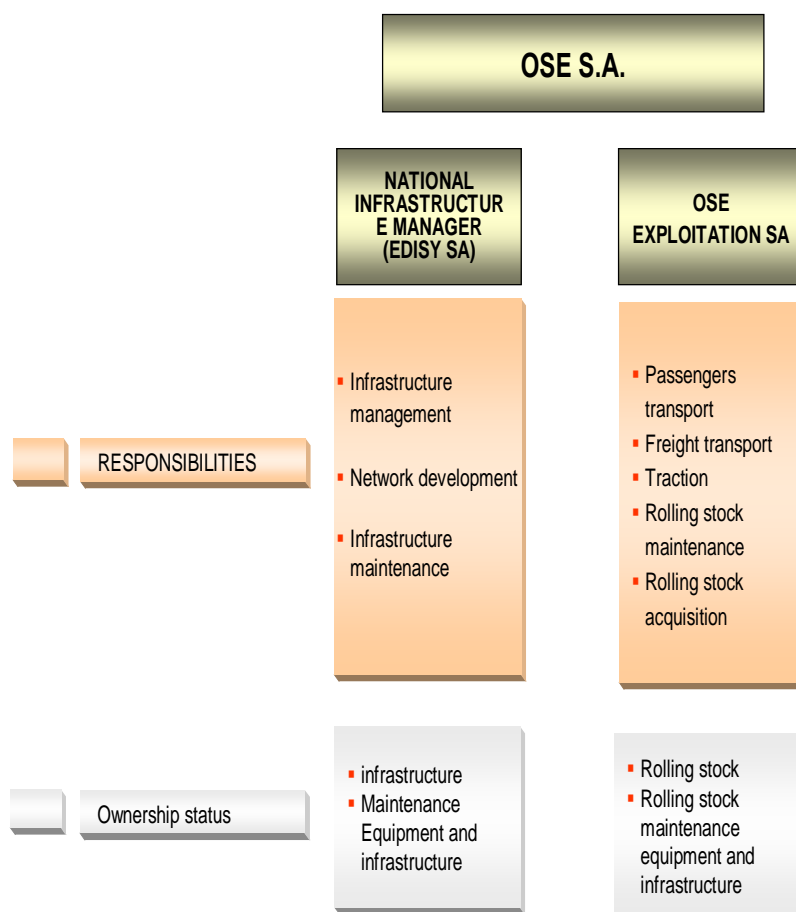 OSE S.A.
NATIONAL
INFRASTRUCTUR
E MANAGER
(EDISY SA)
OSE
EXPLOITATION SA
RESPONSIBILITIES
▪ Infrastructure
management
▪ Network development
▪ Infrastructure
maintenance
▪ Passengers
transport
▪ Freight transport
▪ Traction
▪ Rolling stock
maintenance
▪ Rolling stock
acquisition
Ownership status
▪ infrastructure
▪ Maintenance
Equipment and
infrastructure
▪ Rolling stock
▪ Rolling stock
maintenance
equipment and
infrastructure